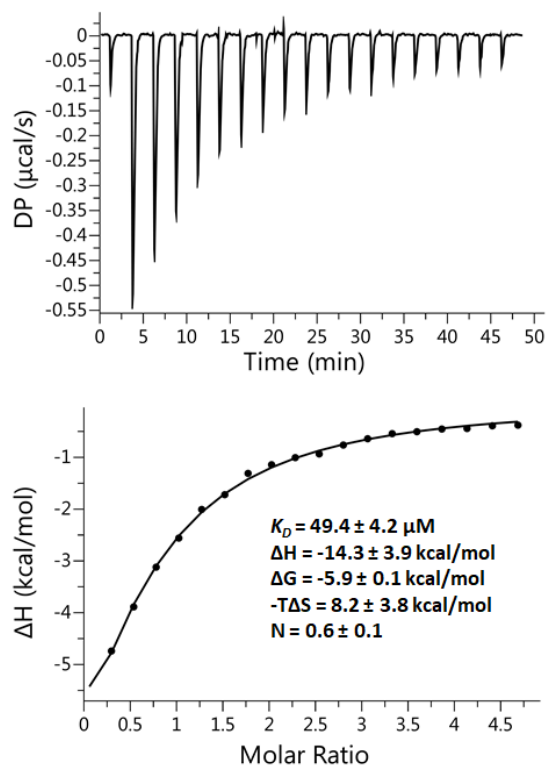 0
-0.05
-0.1
-0.15
-0.2
-0.25
-0.3
-0.35
-0.4
-0.45
-0.5
-0.55
DP (µcal/s)
0 5 10 15 20 25 30 35 40 45 50
Time (min)
-1
-2
-3
-4
-5
ΔH (kcal/mol)
K_D = 49.4 ± 4.2 µM
ΔH = -14.3 ± 3.9 kcal/mol
ΔG = -5.9 ± 0.1 kcal/mol
-TΔS = 8.2 ± 3.8 kcal/mol
N = 0.6 ± 0.1
0 0.5 1 1.5 2 2.5 3 3.5 4 4.5
Molar Ratio